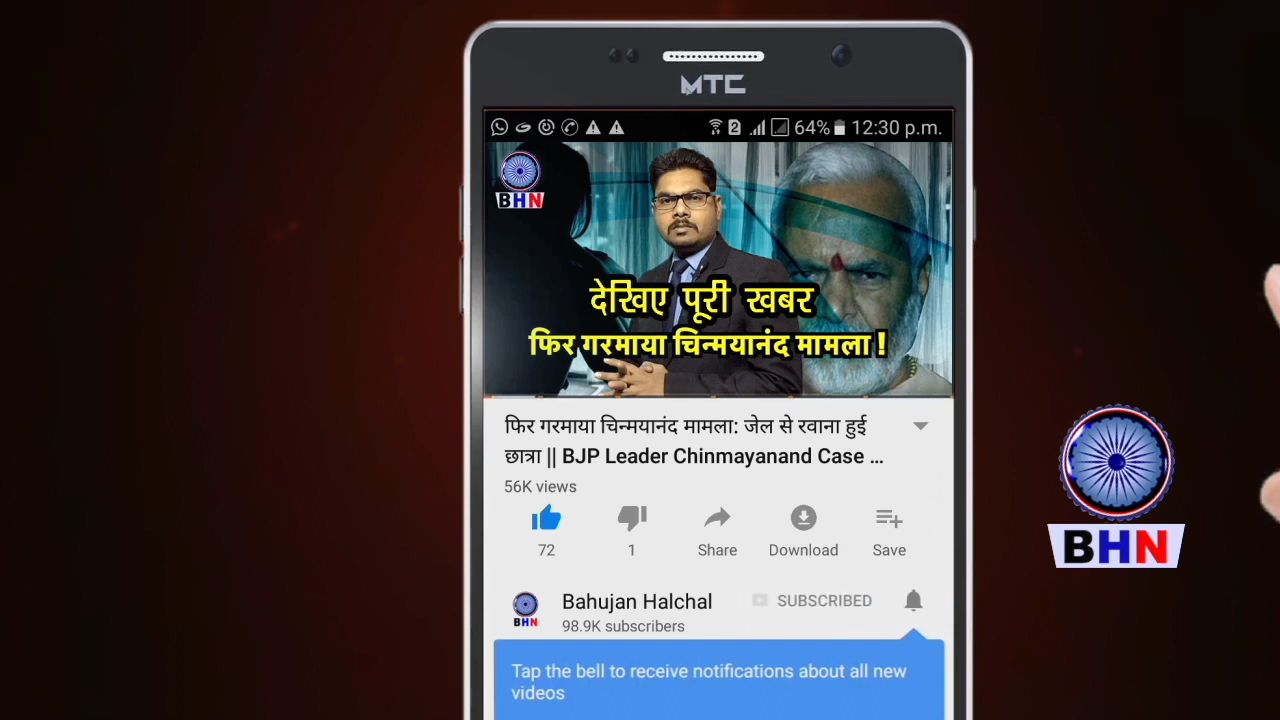 MTC
2 64% 12:30 p.m.
BHN
देखिए पूरी खबर
फिर गरमाया चिन्मयानंद मामला !
फिर गरमाया चिन्मयानंद मामला: जेल से रवाना हुई
छात्रा || BJP Leader Chinmayanand Case ...
56K views
72 1 Share Download Save
BHN
Bahujan Halchal SUBSCRIBED
98.9K subscribers
BHN
Tap the bell to receive notifications about all new
videos